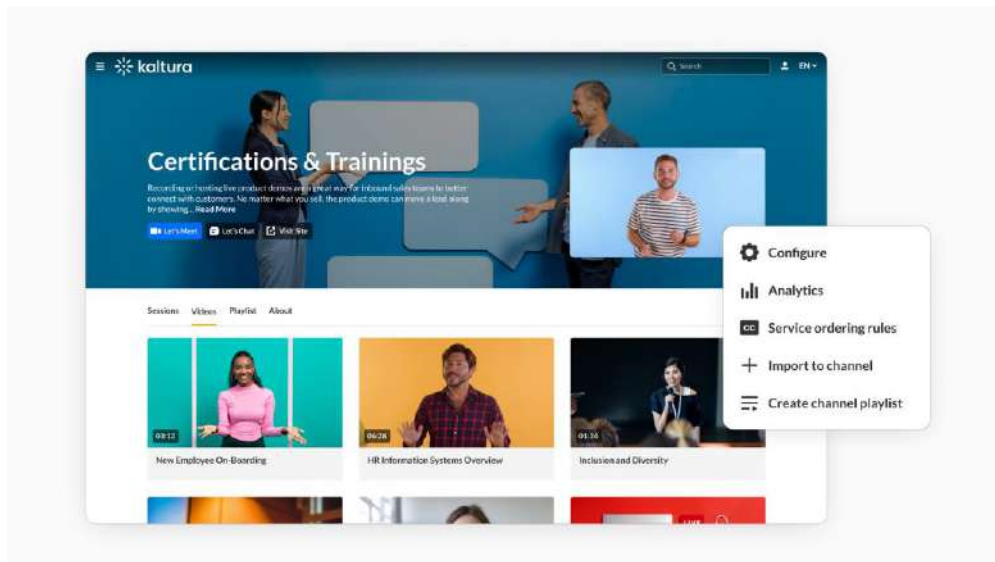 kaltura
Search
EN
Certifications & Trainings
Recording or hosting live product demos are a great way for inbound sales teams to better
connect with customers. No matter what you sell, the product demo can move a lead along
by showing... Read More
Let's Meet
Let's Chat
Visit Site
Configure
Analytics
CC
Service ordering rules
Import to channel
Create channel playlist
Sessions
Videos
Playlist
About
03:12
06:28
01:36
New Employee On-Boarding
HR Information Systems Overview
Inclusion and Diversity
LIVE